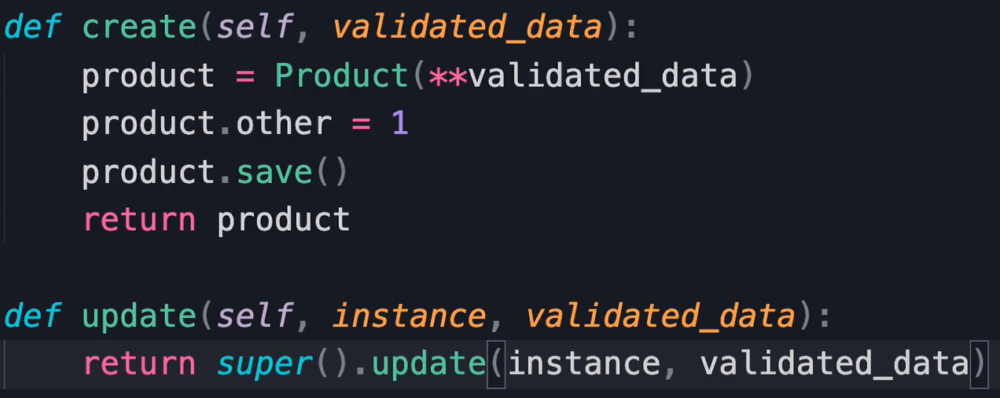 def create(self, validated_data):
    product = Product(**validated_data)
    product.other = 1
    product.save()
    return product

def update(self, instance, validated_data):
    return super().update(instance, validated_data)